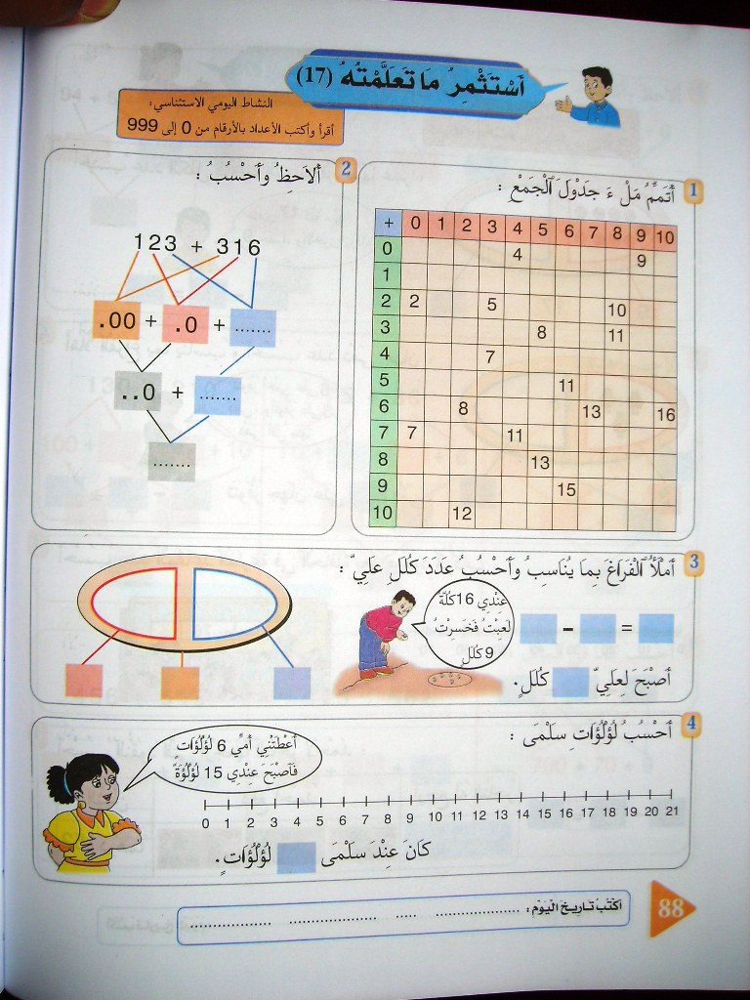 أَسْتَثْمِرُ مَا تَعَلَّمْتُهُ (17)
النشاط اليومي الاستئناسي:
أقرأ وأكتب الأعداد بالأرقام من 0 إلى 999
1
أُتَمِّمُ مَلْ ءَ جَدْوَلَ ٱلْجَمْعِ :
+ 0 1 2 3 4 5 6 7 8 9 10
0 4 9
1
2 2 5 10
3 8 11
4 7
5 11
6 8 13 16
7 7 11
8 13
9 15
10 12
2
أُلاَحِظُ وَأَحْسُبُ :
123 + 316
.00 + .0 + .......
..0 + .......
.......
3
أَمْلَأُ ٱلْفَرَاغَ بِمَا يُنَاسِبُ وَأَحْسُبُ عَدَدَ كُلَلِ عَلِيٍّ :
عِنْدِي 16 كُلَّةً
لَعِبْتُ فَخَسِرْتُ
9 كُلَلٍ
- =
أَصْبَحَ لِعَلِيٍّ كُلَلٍ.
4
أَحْسُبُ لُؤْلُؤَاتِ سَلْمَى :
أَعْطَتْنِي أُمِّي 6 لُؤْلُؤَاتٍ
فَأَصْبَحَ عِنْدِي 15 لُؤْلُؤَةً
0 1 2 3 4 5 6 7 8 9 10 11 12 13 14 15 16 17 18 19 20 21
كَانَ عِنْدَ سَلْمَى لُؤْلُؤَاتٍ.
أكْتُبُ تَارِيخَ الْيَوْمِ : .................... ..... .................... ....................
88